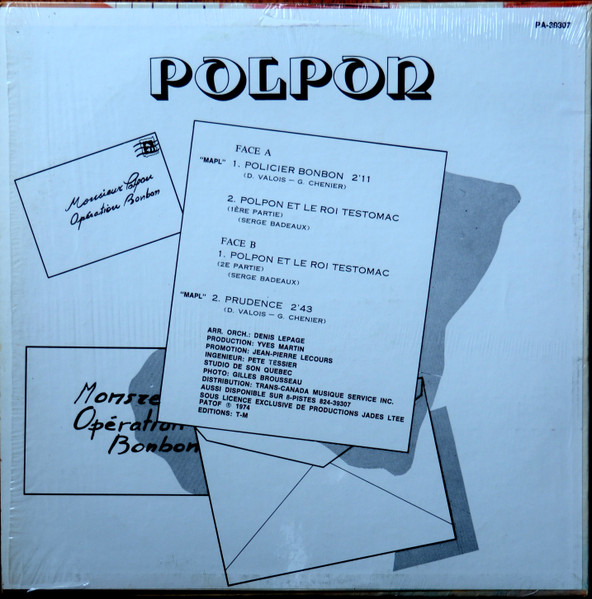 PA-39307
POLPON
Monsieur Polpon
Opération Bonbon
FACE A
"MAPL" 1. POLICIER BONBON 2'11
(D. VALOIS – G. CHENIER)
2. POLPON ET LE ROI TESTOMAC
(1ÈRE PARTIE)
(SERGE BADEAUX)
FACE B
1. POLPON ET LE ROI TESTOMAC
(2E PARTIE)
(SERGE BADEAUX)
"MAPL" 2. PRUDENCE 2'43
(D. VALOIS – G. CHENIER)
ARR. ORCH.: DENIS LEPAGE
PRODUCTION: YVES MARTIN
PROMOTION: JEAN-PIERRE LECOURS
INGENIEUR: PETE TESSIER
STUDIO DE SON QUEBEC
PHOTO: GILLES BROUSSEAU
DISTRIBUTION: TRANS-CANADA MUSIQUE SERVICE INC.
AUSSI DISPONIBLE SUR 8-PISTES 824-39307
SOUS LICENCE EXCLUSIVE DE PRODUCTIONS JADES LTEE
PATOF ℗ 1974
EDITIONS: T-M
Monsie
Opération
Bonbon